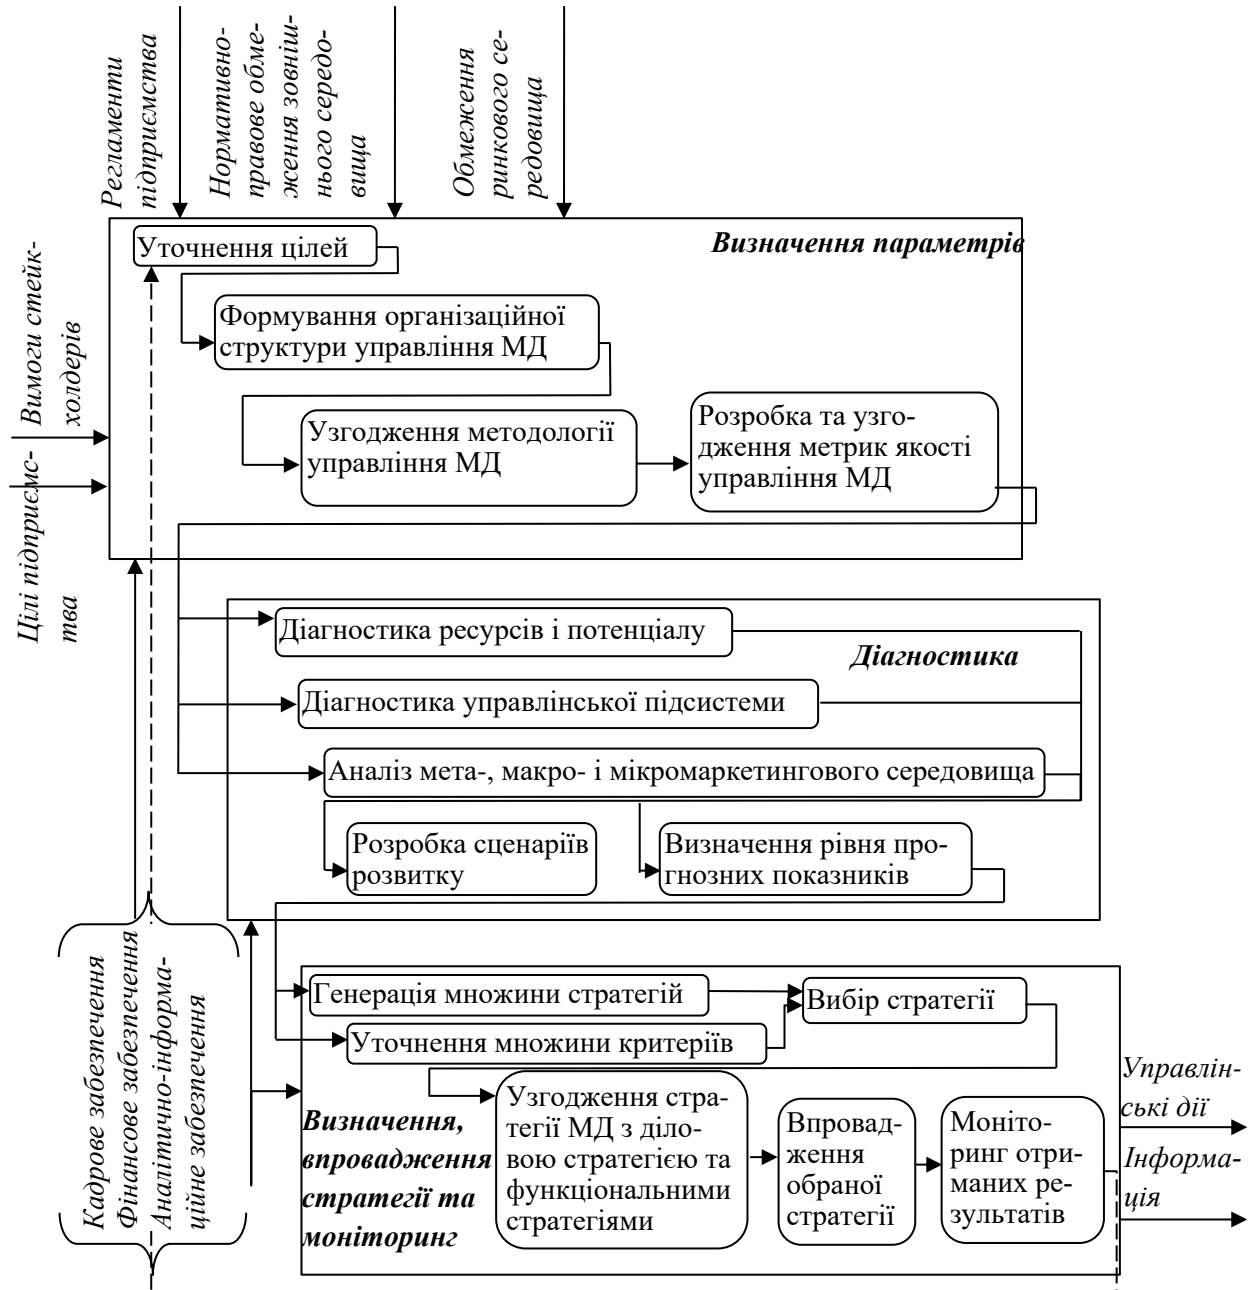 Регламенти
підприємства
Нормативно-
правове обме-
ження зовніш-
нього середо-
вища
Обмеження
ринкового се-
редовища
Вимоги стейк-
холдерів
Цілі підприємс-
тва
Визначення параметрів
Уточнення цілей
Формування організаційної
структури управління МД
Узгодження методології
управління МД
Розробка та узго-
дження метрик якості
управління МД
Діагностика ресурсів і потенціалу
Діагностика
Діагностика управлінської підсистеми
Аналіз мета-, макро- і мікромаркетингового середовища
Розробка сценаріїв
розвитку
Визначення рівня про-
гнозних показників
Кадрове забезпечення
Фінансове забезпечення
Аналітично-інформа-
ційне забезпечення
Генерація множини стратегій
Вибір стратегії
Уточнення множини критеріїв
Визначення,
впровадження
стратегії та
моніторинг
Узгодження стра-
тегії МД з діло-
вою стратегією та
функціональними
стратегіями
Впровад-
ження
обраної
стратегії
Моніто-
ринг отри-
маних ре-
зультатів
Управлін-
ські дії
Інформа-
ція